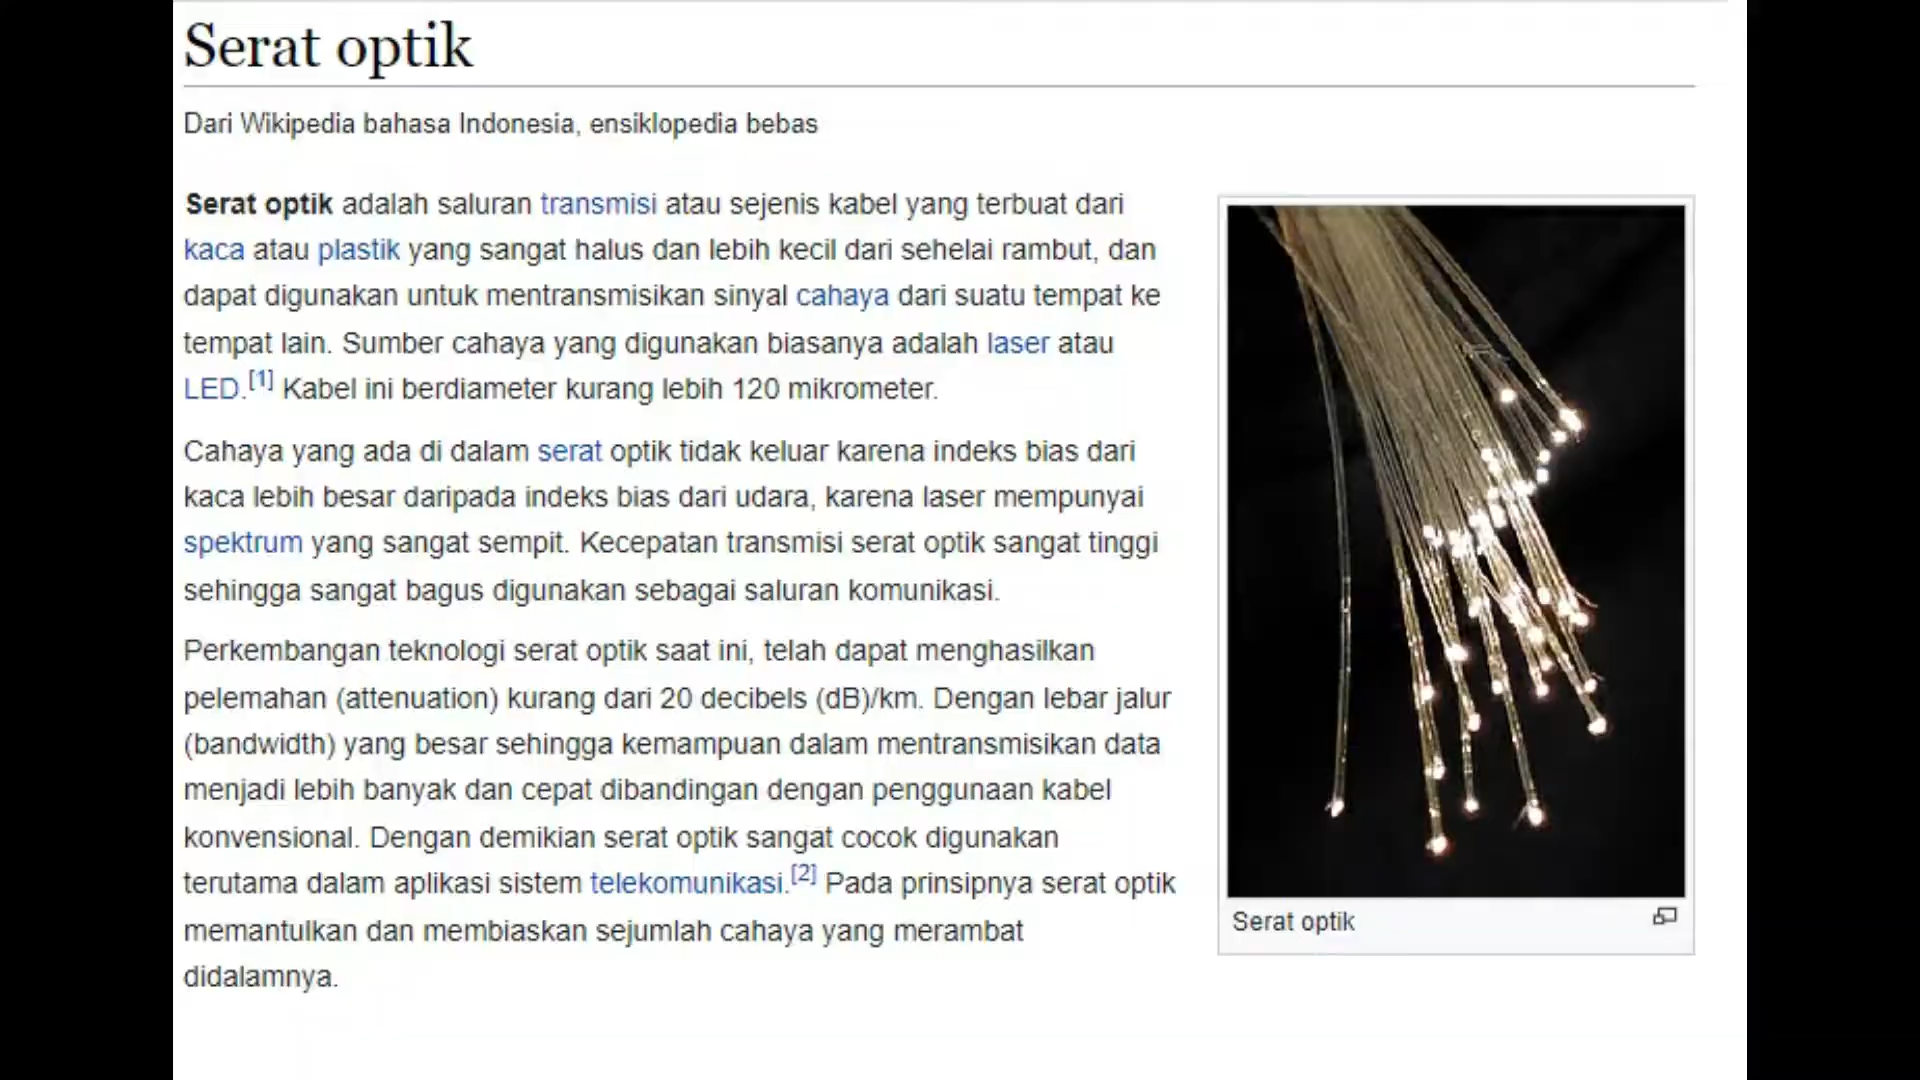 Serat optik
Dari Wikipedia bahasa Indonesia, ensiklopedia bebas
Serat optik adalah saluran transmisi atau sejenis kabel yang terbuat dari
kaca atau plastik yang sangat halus dan lebih kecil dari sehelai rambut, dan
dapat digunakan untuk mentransmisikan sinyal cahaya dari suatu tempat ke
tempat lain. Sumber cahaya yang digunakan biasanya adalah laser atau
LED.[1] Kabel ini berdiameter kurang lebih 120 mikrometer.
Cahaya yang ada di dalam serat optik tidak keluar karena indeks bias dari
kaca lebih besar daripada indeks bias dari udara, karena laser mempunyai
spektrum yang sangat sempit. Kecepatan transmisi serat optik sangat tinggi
sehingga sangat bagus digunakan sebagai saluran komunikasi.
Perkembangan teknologi serat optik saat ini, telah dapat menghasilkan
pelemahan (attenuation) kurang dari 20 decibels (dB)/km. Dengan lebar jalur
(bandwidth) yang besar sehingga kemampuan dalam mentransmisikan data
menjadi lebih banyak dan cepat dibandingan dengan penggunaan kabel
konvensional. Dengan demikian serat optik sangat cocok digunakan
terutama dalam aplikasi sistem telekomunikasi.[2] Pada prinsipnya serat optik
memantulkan dan membiaskan sejumlah cahaya yang merambat
didalamnya.
Serat optik